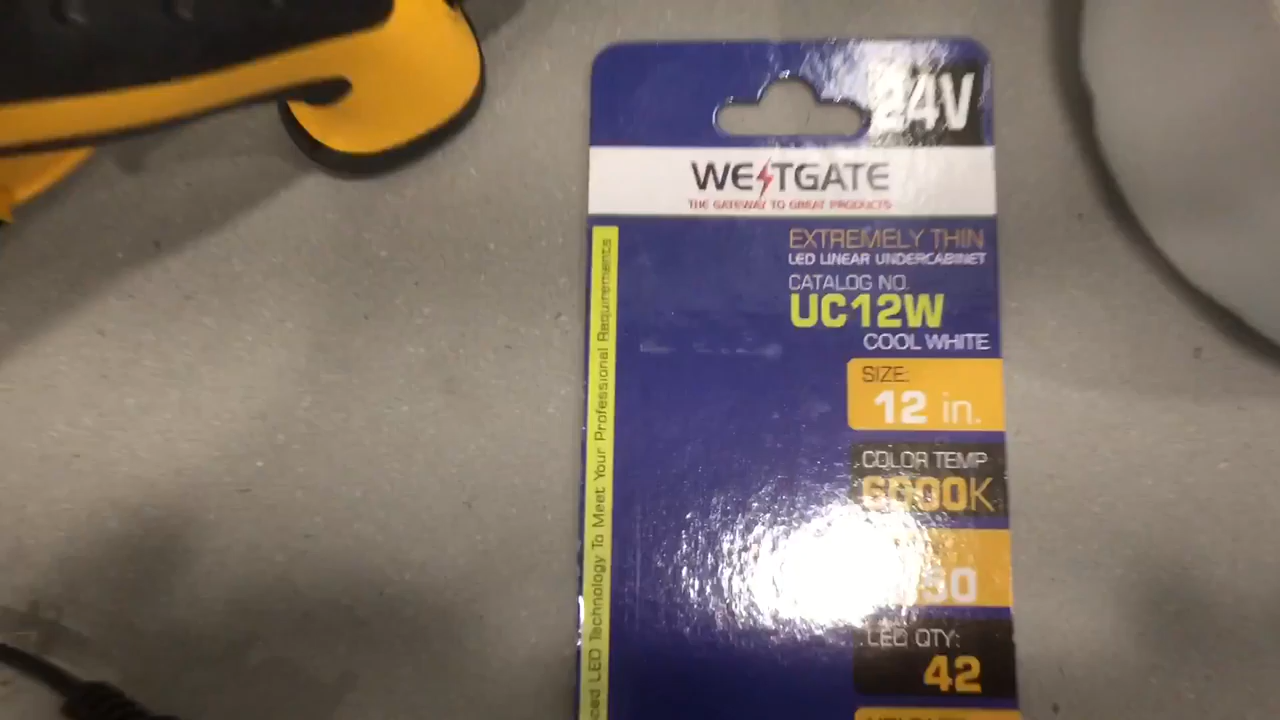 24V
WESTGATE
THE GATEWAY TO GREAT PRODUCTS
EXTREMELY THIN
LED LINEAR UNDERCABINET
CATALOG NO.
UC12W
COOL WHITE
SIZE:
12 in.
COLOR TEMP
6000K
LED QTY:
42
Technology To Meet Your Professional Requirements